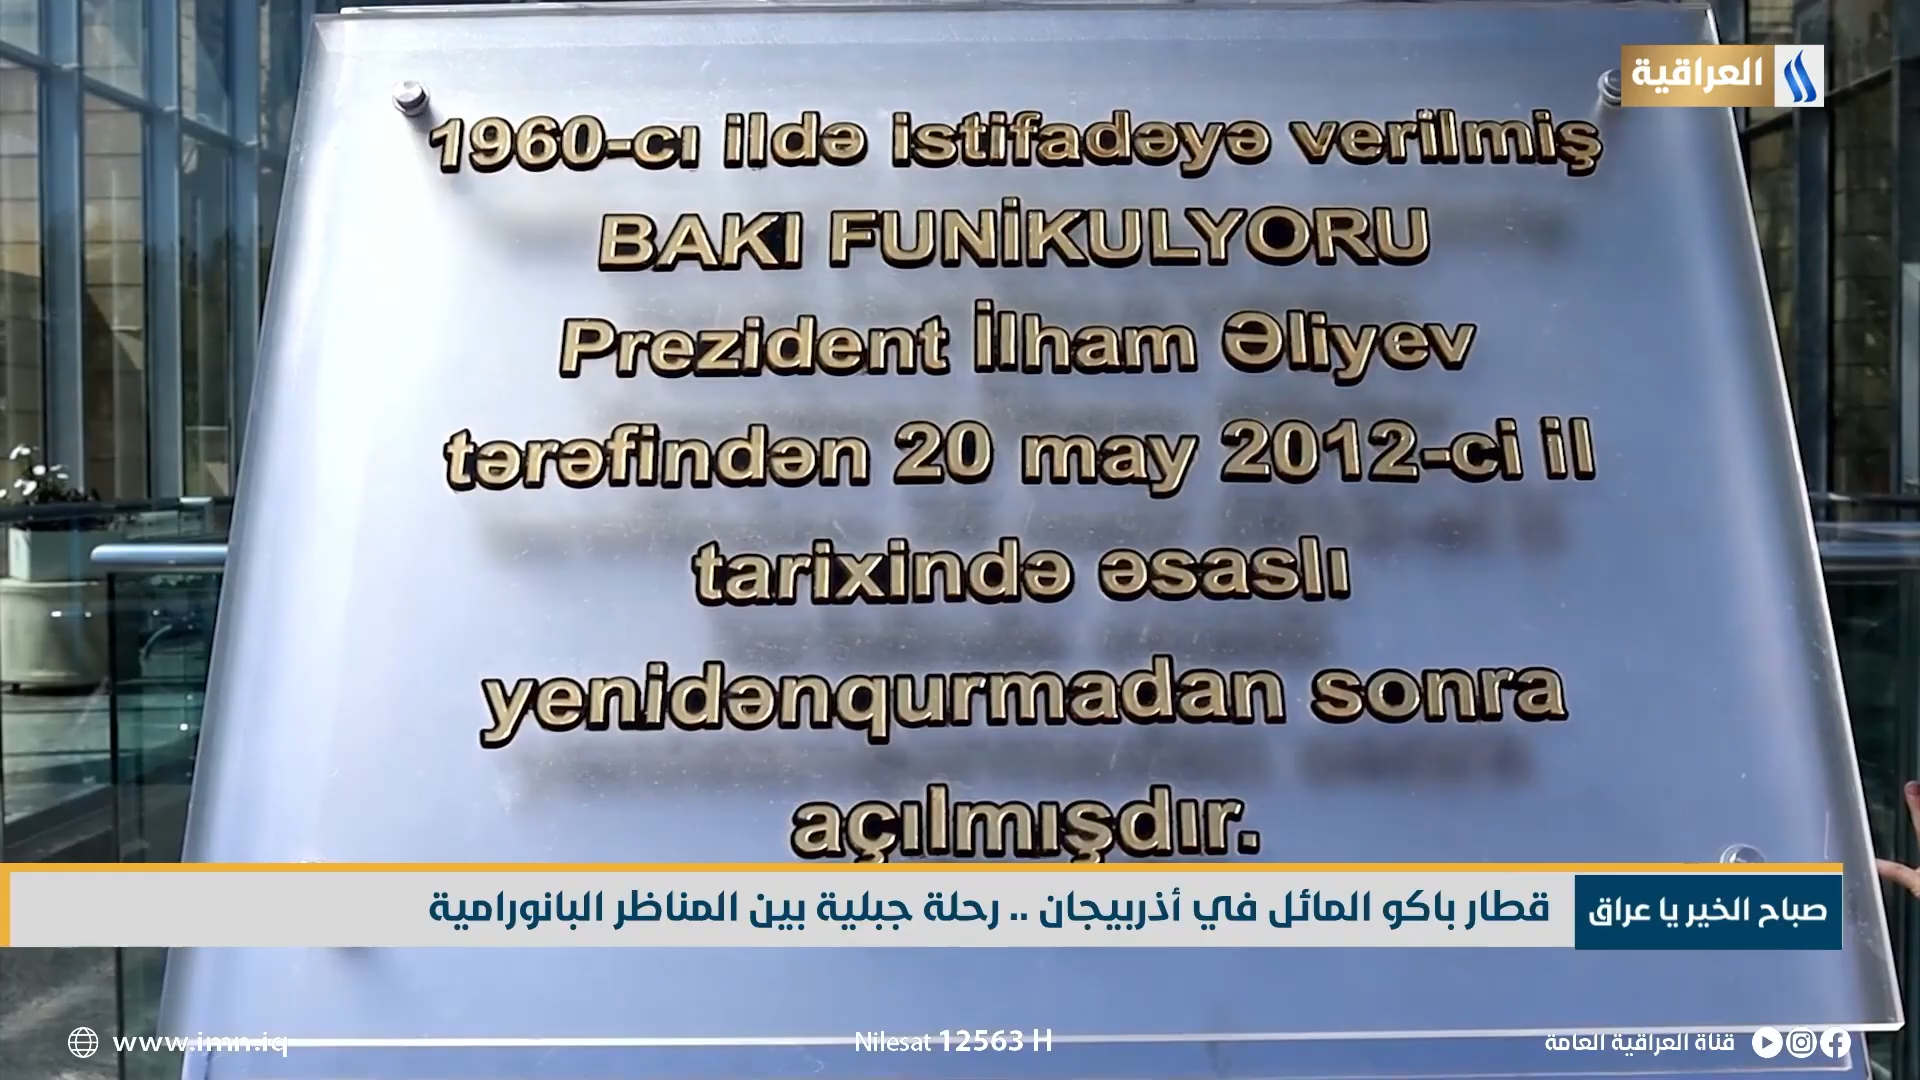 العراقية
1960-cı ildə istifadəyə verilmiş
BAKI FUNİKULYORU
Prezident İlham Əliyev
tərəfindən 20 may 2012-ci il
tarixində əsaslı
yenidənqurmadan sonra
açılmışdır.
صباح الخير يا عراق
قطار باكو المائل في أذربيجان .. رحلة جبلية بين المناظر البانورامية
www.imn.iq
Nilesat 12563 H
قناة العراقية العامة